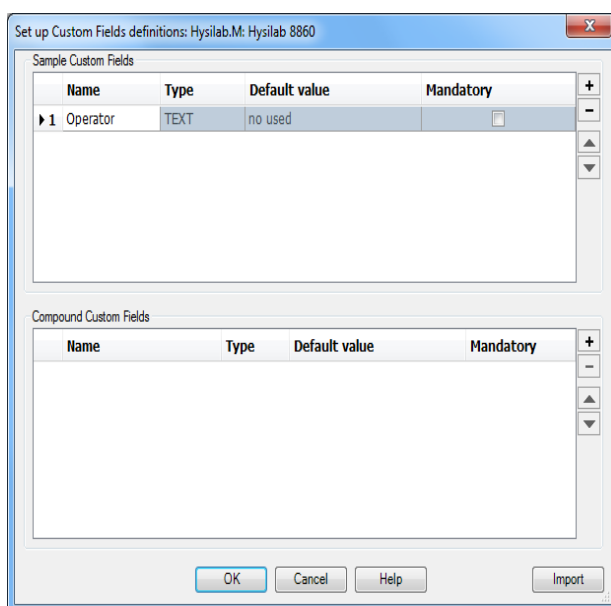 Set up Custom Fields definitions: Hysilab.M: Hysilab 8860
x
Sample Custom Fields
Name Type Default value Mandatory +
1 Operator TEXT no used −
Compound Custom Fields
Name Type Default value Mandatory +
−
OK Cancel Help Import